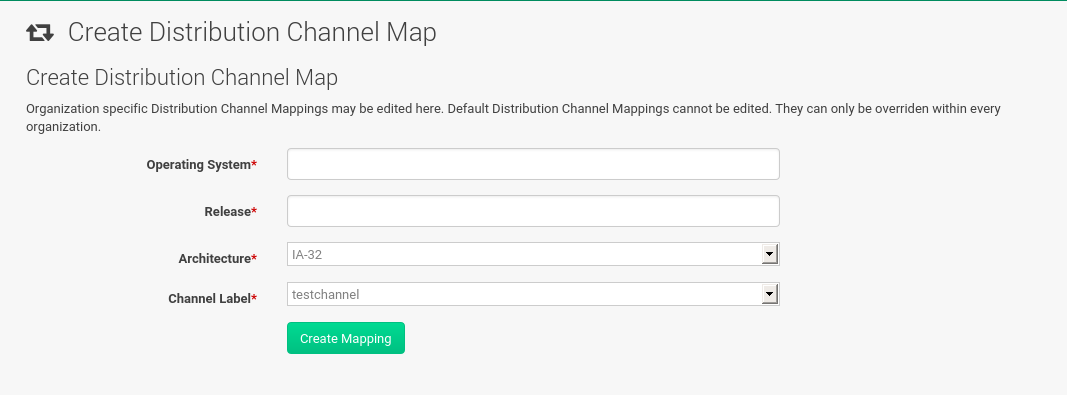 Create Distribution Channel Map
Create Distribution Channel Map
Organization specific Distribution Channel Mappings may be edited here. Default Distribution Channel Mappings cannot be edited. They can only be overriden within every
organization.
Operating System*
Release*
Architecture* IA-32
Channel Label* testchannel
Create Mapping